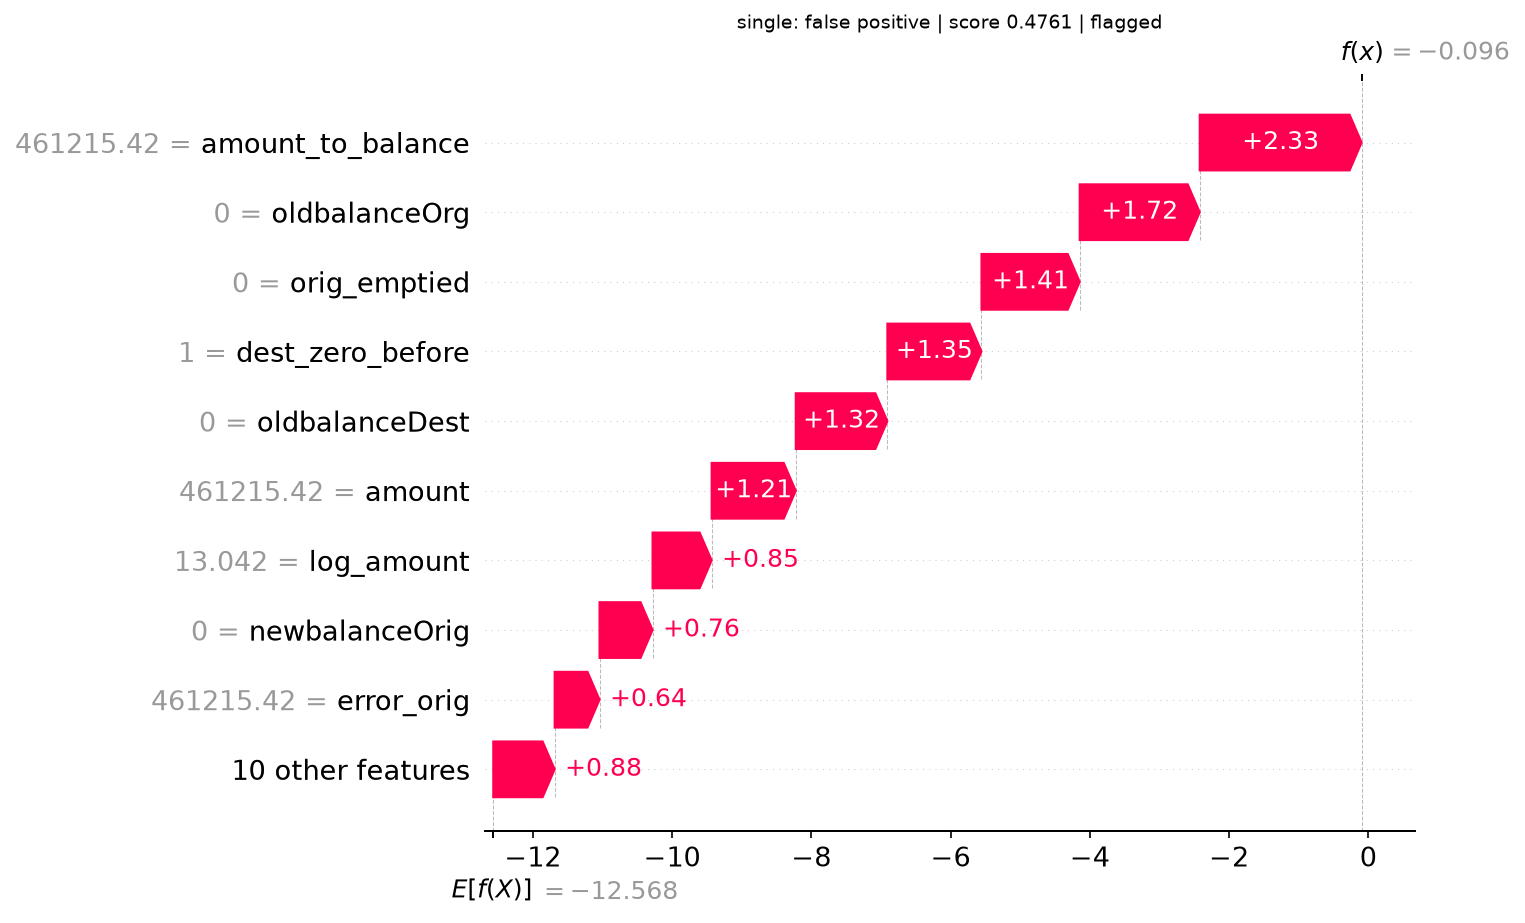 single: false positive | score 0.4761 | flagged
f(x) = −0.096
461215.42 = amount_to_balance
+2.33
0 = oldbalanceOrg
+1.72
0 = orig_emptied
+1.41
1 = dest_zero_before
+1.35
0 = oldbalanceDest
+1.32
461215.42 = amount
+1.21
13.042 = log_amount
+0.85
0 = newbalanceOrig
+0.76
461215.42 = error_orig
+0.64
10 other features
+0.88
−12 −10 −8 −6 −4 −2 0
E[f(X)] = −12.568